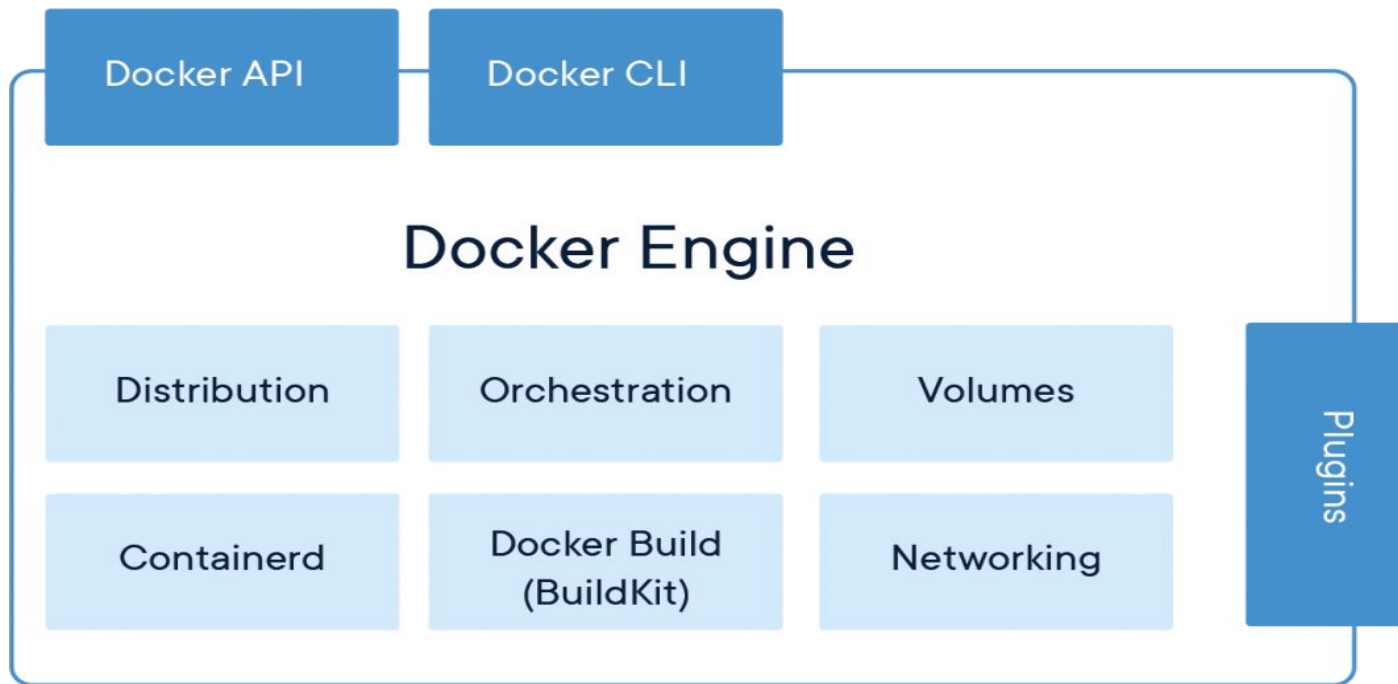 Docker API
Docker CLI
Docker Engine
Distribution
Orchestration
Volumes
Containerd
Docker Build
(BuildKit)
Networking
Plugins